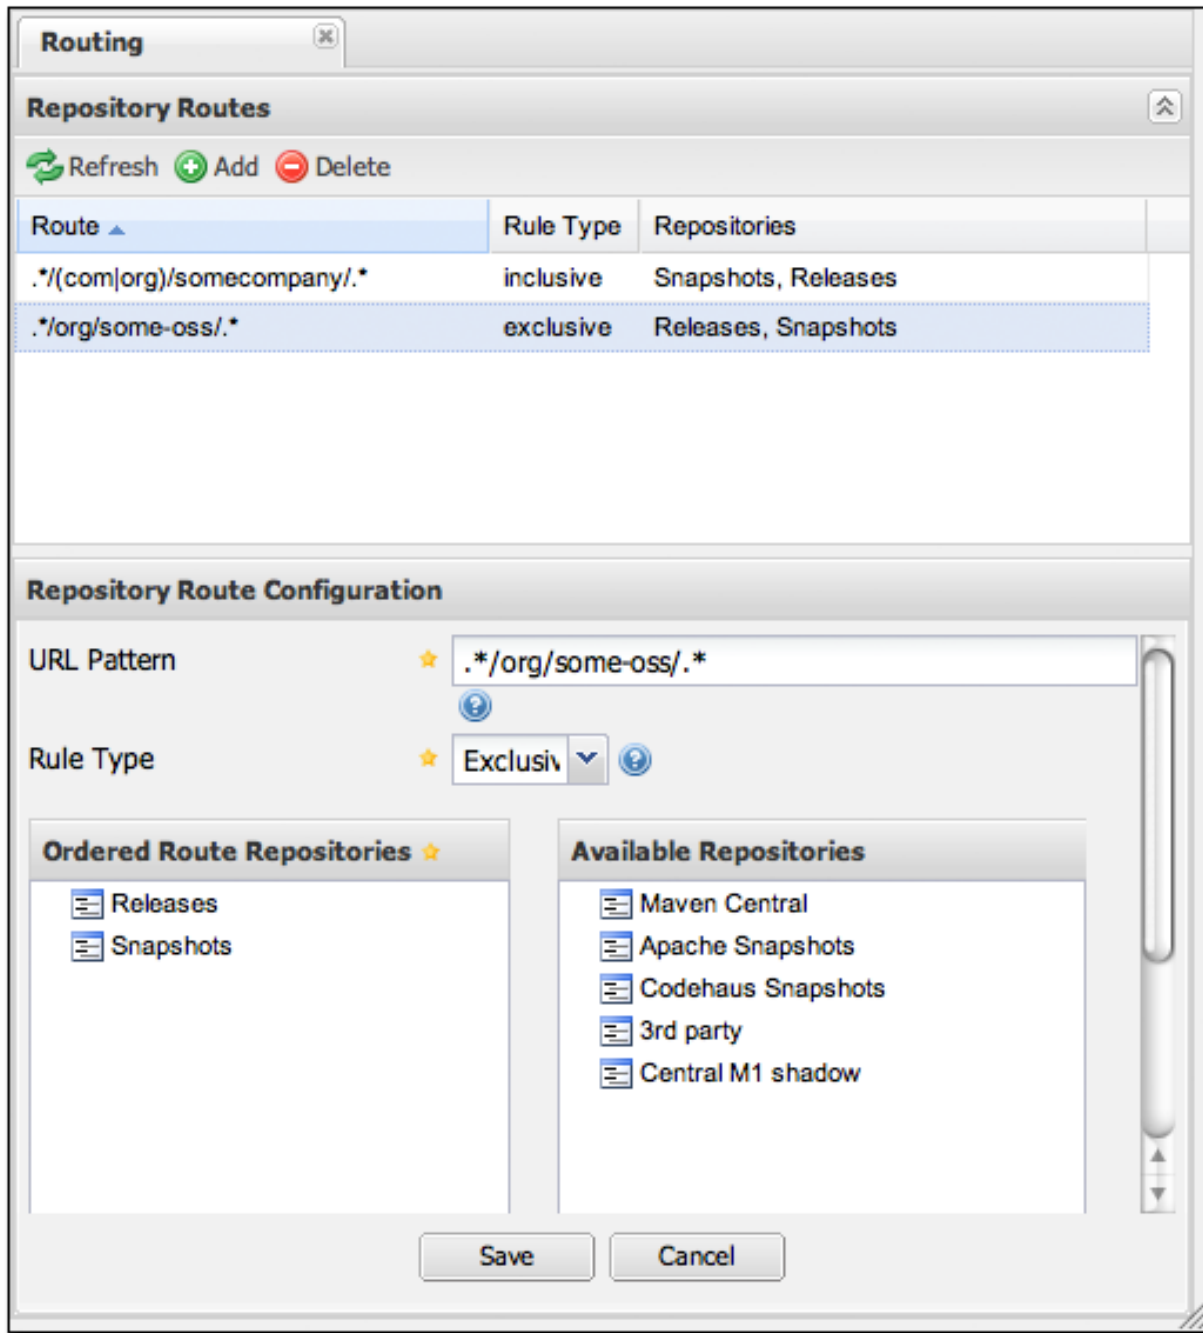 Routing
Repository Routes
Refresh Add Delete
Route Rule Type Repositories
.*/(com|org)/somecompany/.* inclusive Snapshots, Releases
.*/org/some-oss/.* exclusive Releases, Snapshots
Repository Route Configuration
URL Pattern .*/org/some-oss/.*
Rule Type Exclusiv
Ordered Route Repositories Available Repositories
Releases Maven Central
Snapshots Apache Snapshots
Codehaus Snapshots
3rd party
Central M1 shadow
Save Cancel